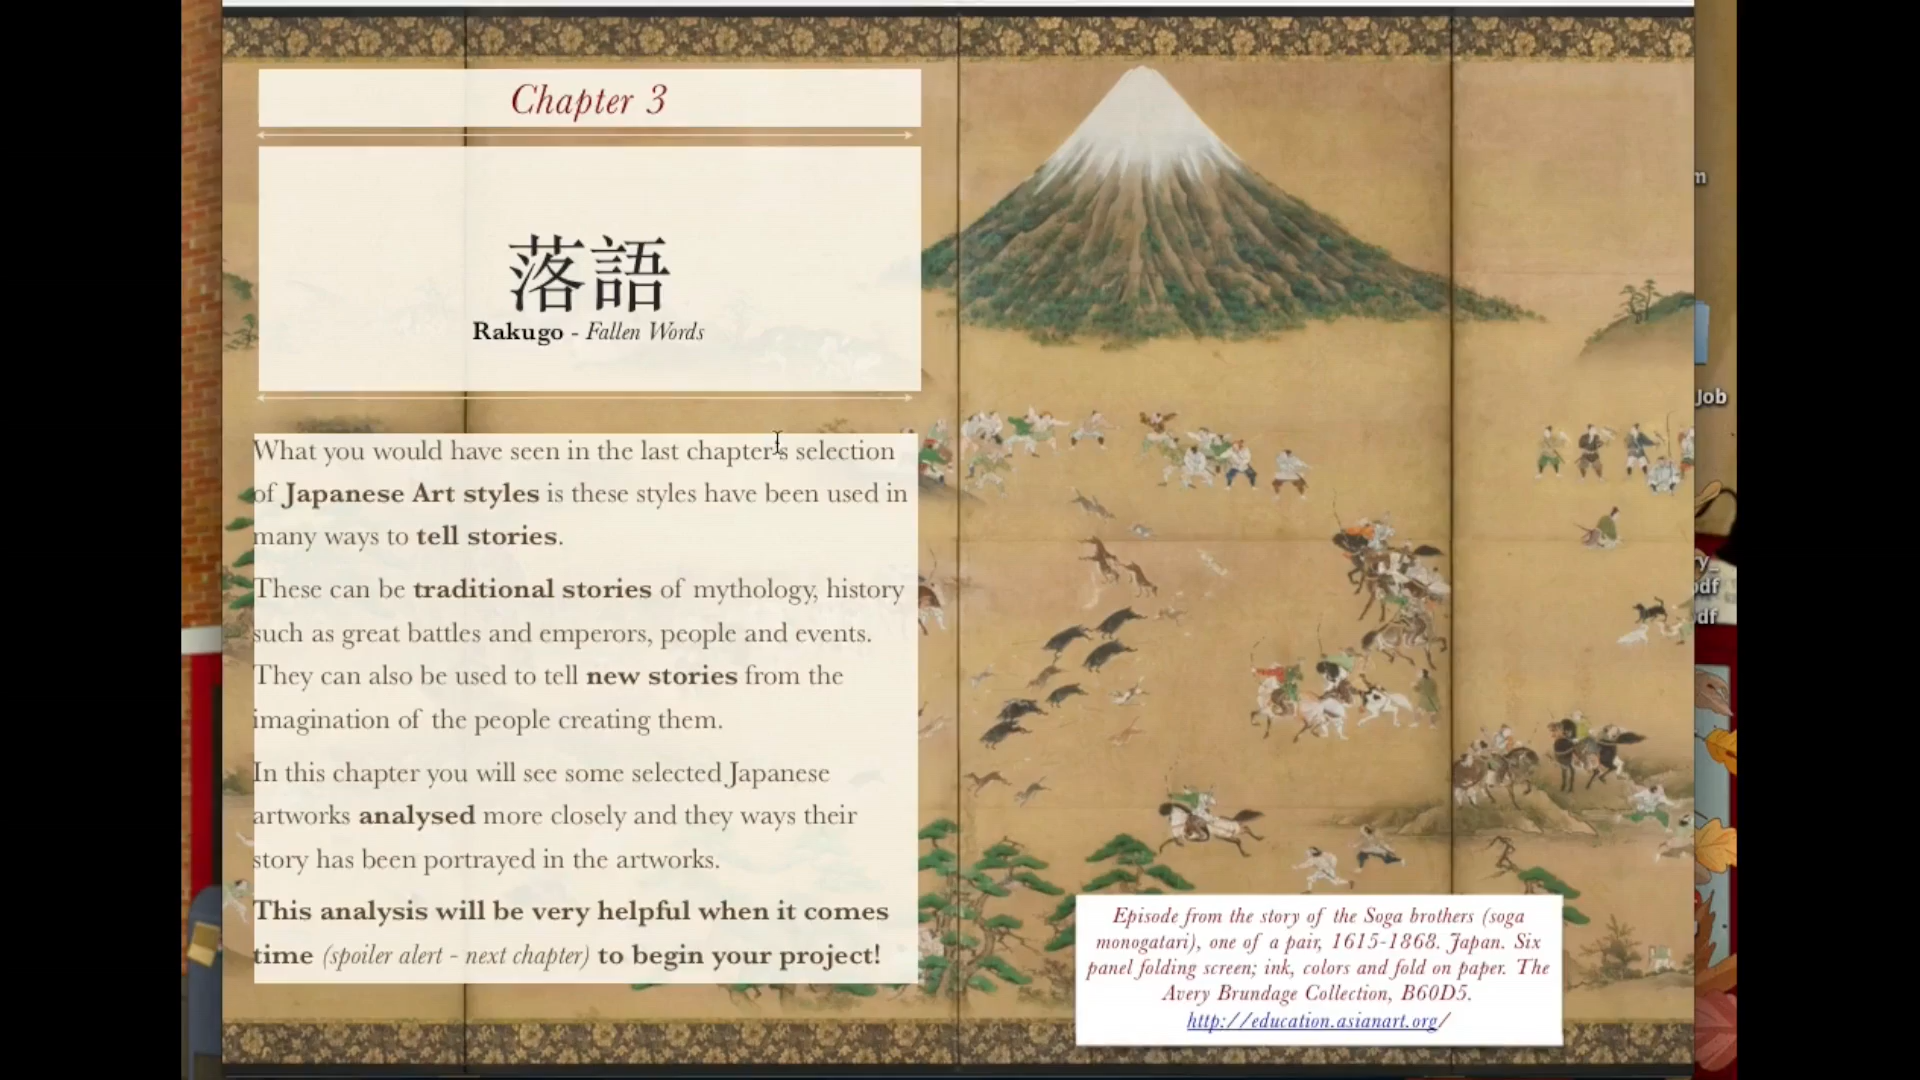 Chapter 3
落語
Rakugo - Fallen Words
What you would have seen in the last chapter's selection
of Japanese Art styles is these styles have been used in
many ways to tell stories.
These can be traditional stories of mythology, history
such as great battles and emperors, people and events.
They can also be used to tell new stories from the
imagination of the people creating them.
In this chapter you will see some selected Japanese
artworks analysed more closely and they ways their
story has been portrayed in the artworks.
This analysis will be very helpful when it comes
time (spoiler alert - next chapter) to begin your project!
Episode from the story of the Soga brothers (soga
monogatari), one of a pair, 1615-1868. Japan. Six
panel folding screen; ink, colors and fold on paper. The
Avery Brundage Collection, B60D5.
http://education.asianart.org/
Job